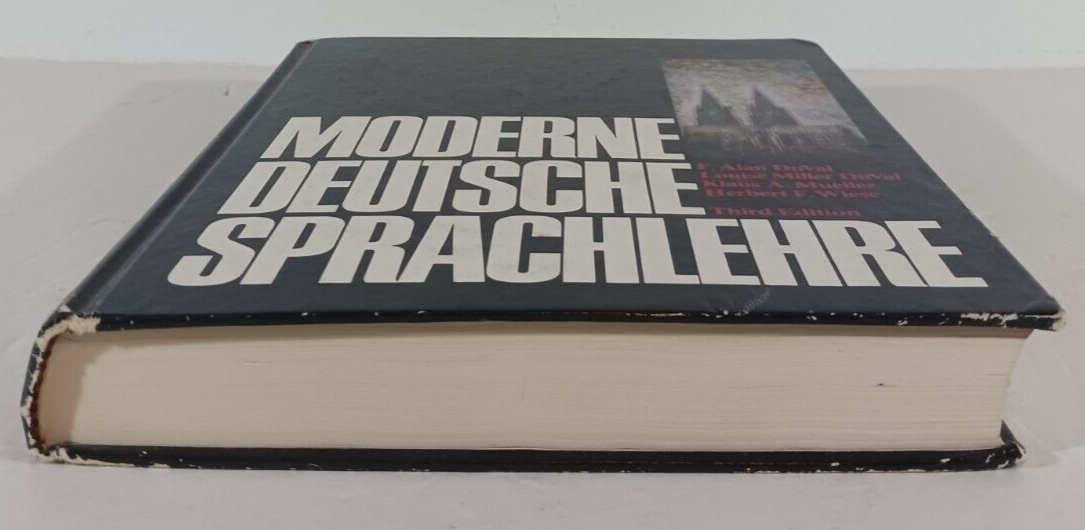 MODERNE
DEUTSCHE
SPRACHLEHRE
F. Alan DuVal
Louise Miller DuVal
Klaus A. Mueller
Herbert F. Wiese
Third Edition